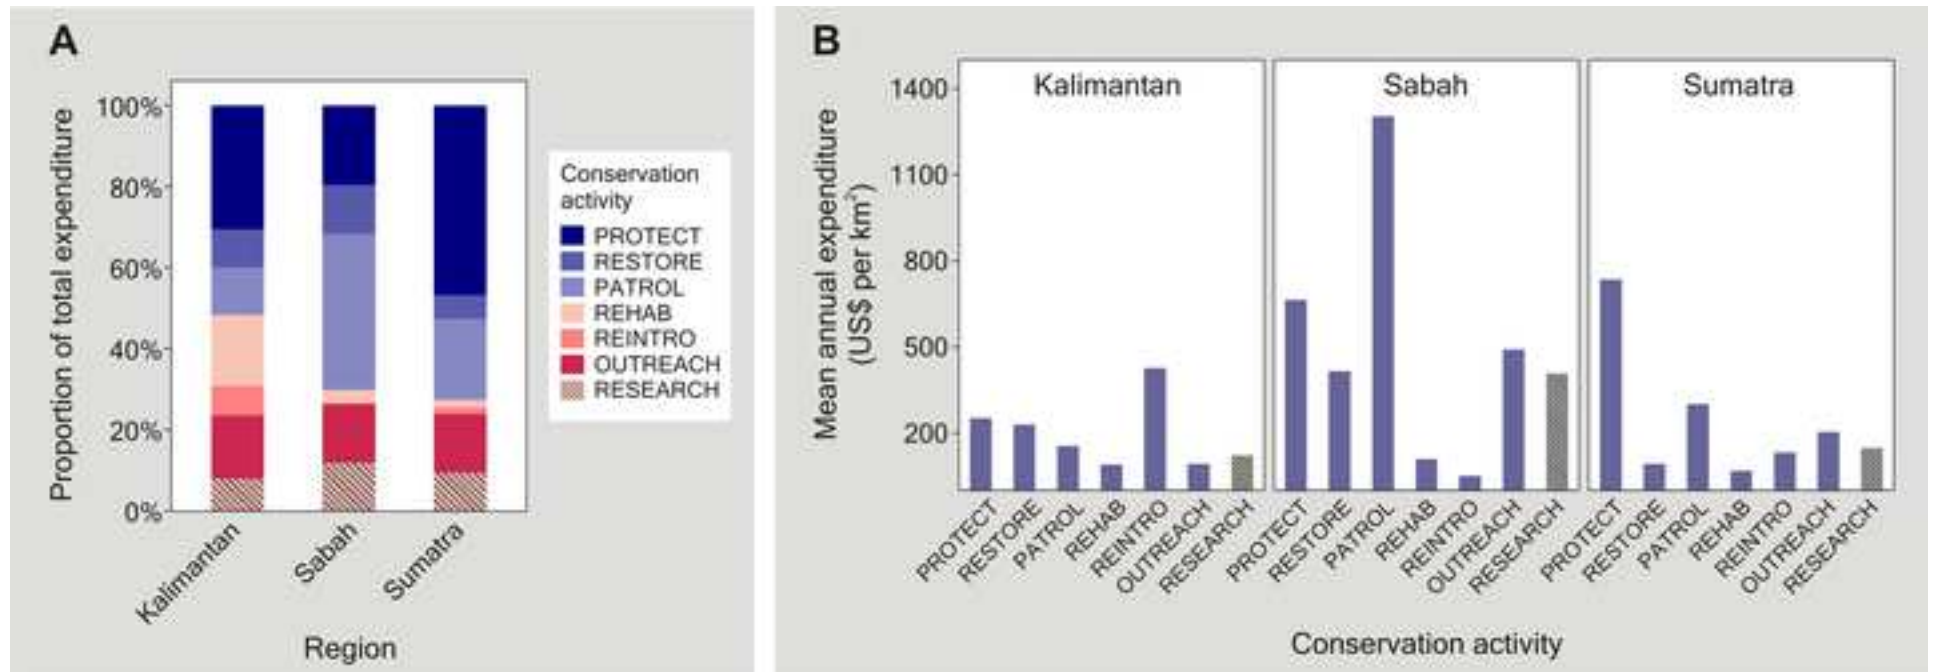 A
Proportion of total expenditure
100%
80%
60%
40%
20%
0%
Kalimantan
Sabah
Sumatra
Region
Conservation
activity
PROTECT
RESTORE
PATROL
REHAB
REINTRO
OUTREACH
RESEARCH
B
Mean annual expenditure
(US$ per km²)
1400
1100
800
500
200
Kalimantan
Sabah
Sumatra
PROTECT
RESTORE
PATROL
REHAB
REINTRO
OUTREACH
RESEARCH
PROTECT
RESTORE
PATROL
REHAB
REINTRO
OUTREACH
RESEARCH
PROTECT
RESTORE
PATROL
REHAB
REINTRO
OUTREACH
RESEARCH
Conservation activity